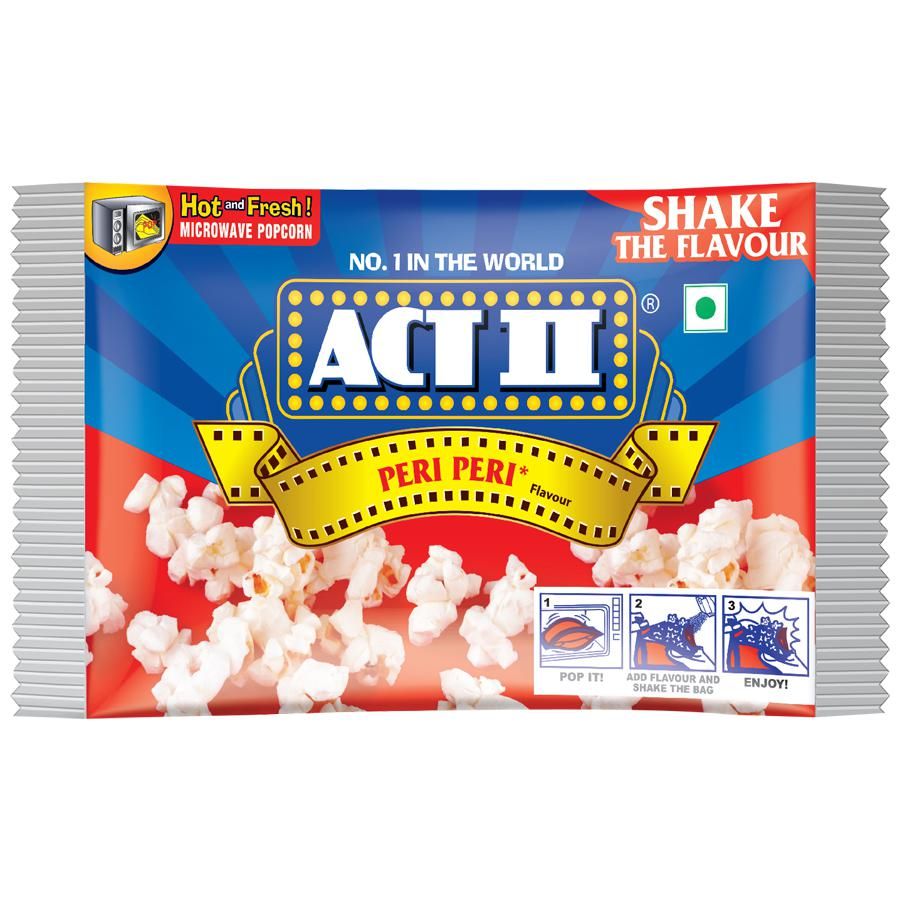 Hot and Fresh!
MICROWAVE POPCORN
SHAKE
THE FLAVOUR
NO. 1 IN THE WORLD
ACT II ®
PERI PERI* Flavour
1
2
3
POP IT!
ADD FLAVOUR AND
SHAKE THE BAG
ENJOY!